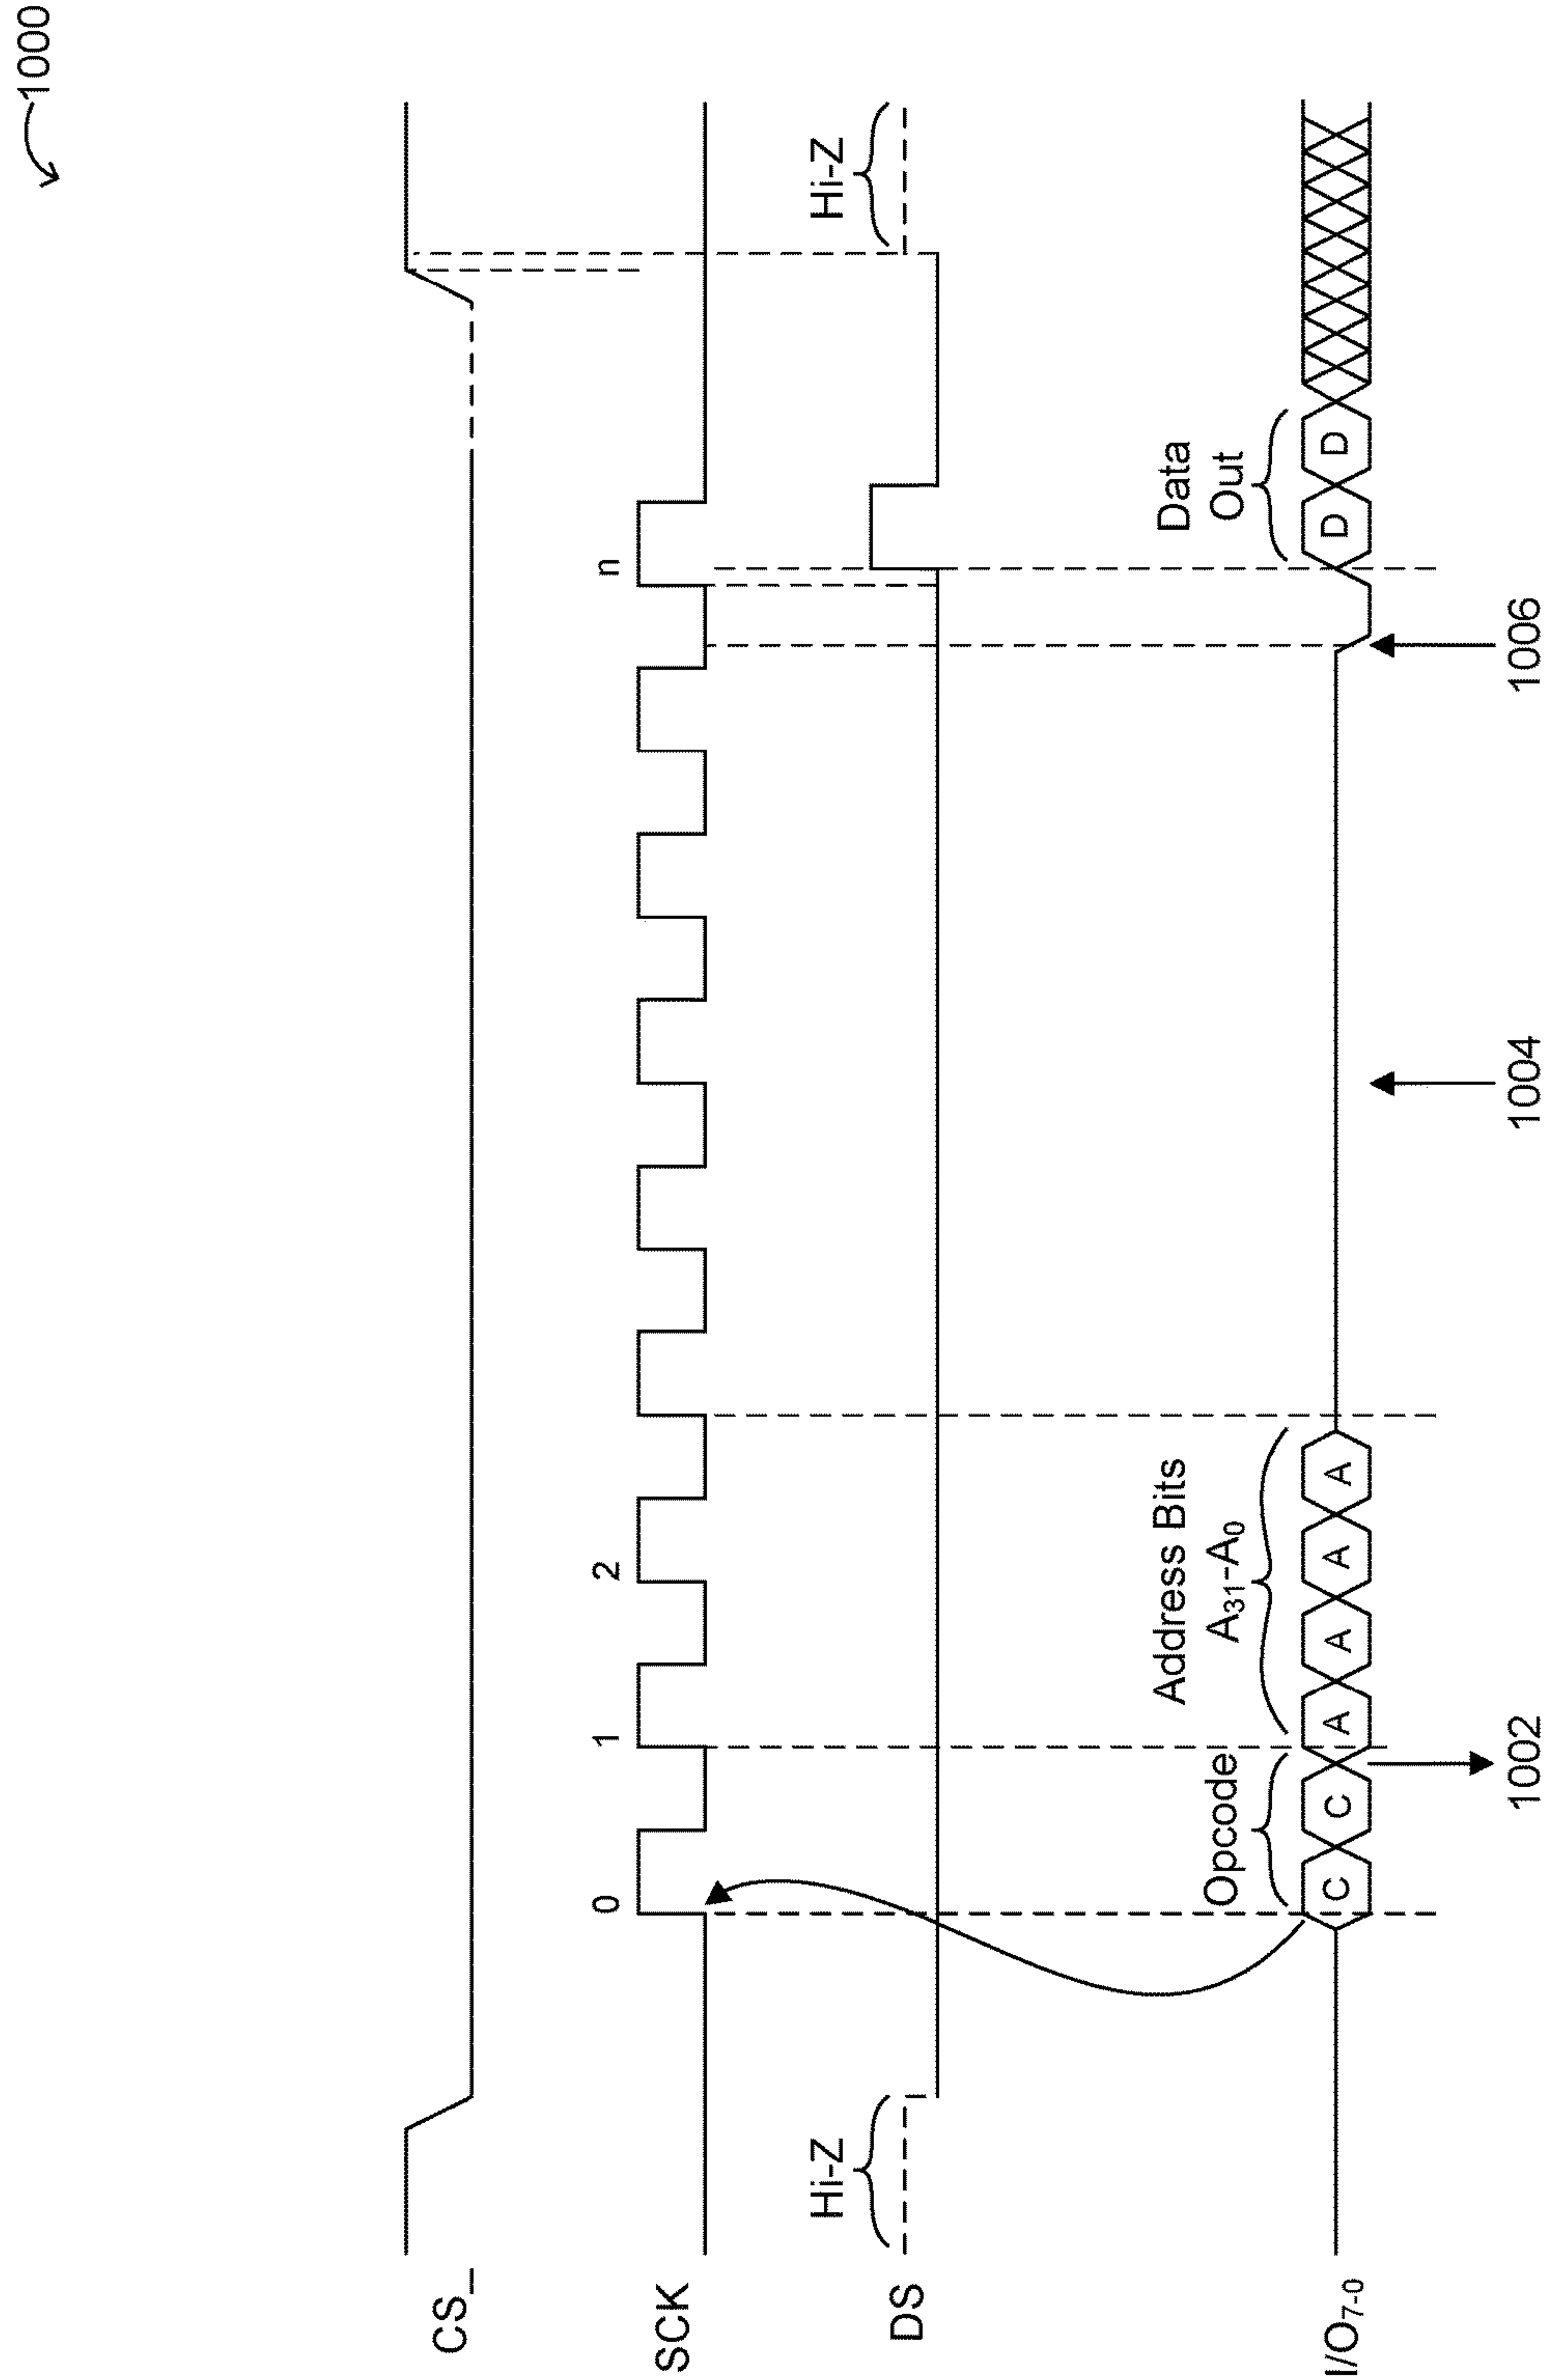 1000
CS_
SCK
0
1
2
n
DS
Hi-Z
Hi-Z
I/O7-0
Opcode
Address Bits
A31-A0
Data
Out
C
C
A
A
A
A
D
D
1002
1004
1006